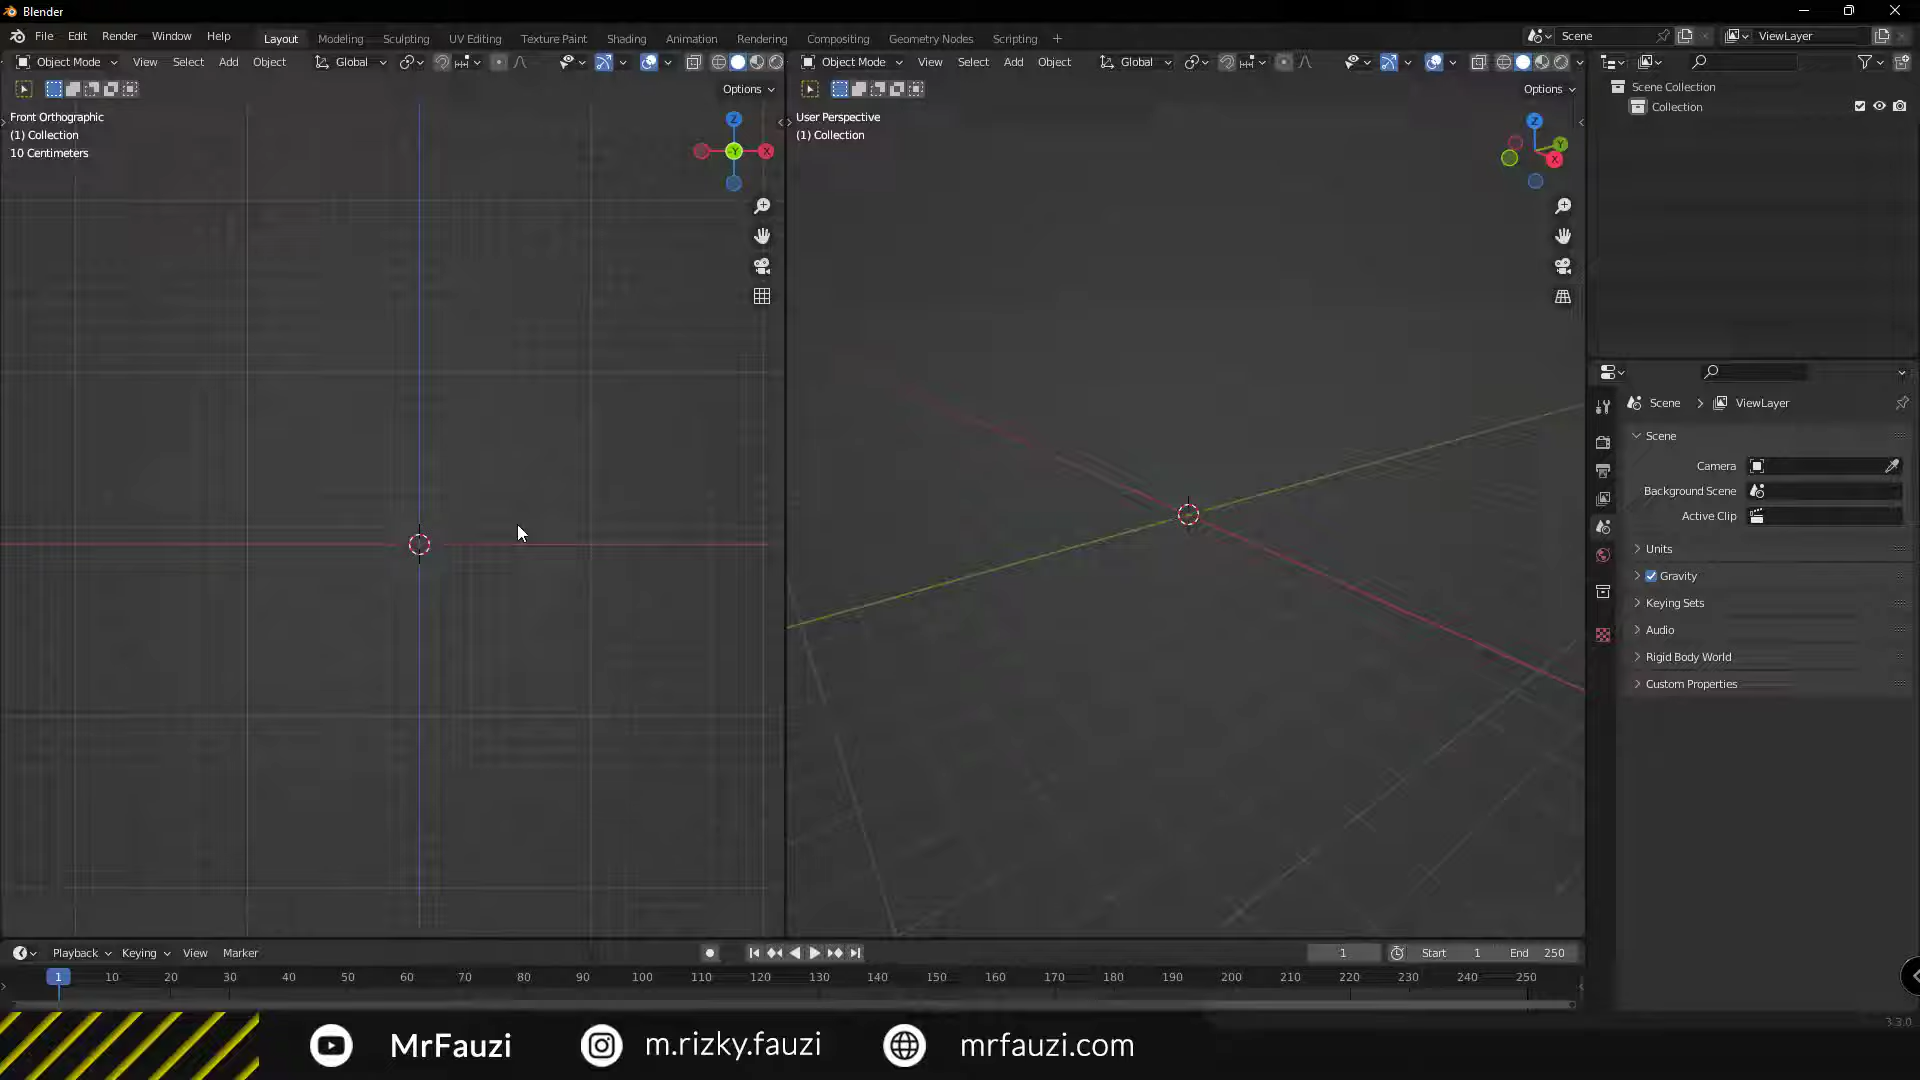 Blender
File Edit Render Window Help Layout Modeling Sculpting UV Editing Texture Paint Shading Animation Rendering Compositing Geometry Nodes Scripting + Scene ViewLayer
Object Mode View Select Add Object Global
Options
Front Orthographic
(1) Collection
10 Centimeters
Z
-Y X
Object Mode View Select Add Object Global
Options
User Perspective
(1) Collection
Z
Y
X
Scene Collection
Collection
Scene > ViewLayer
Scene
Camera
Background Scene
Active Clip
Units
Gravity
Keying Sets
Audio
Rigid Body World
Custom Properties
Playback Keying View Marker 1 Start 1 End 250
1 10 20 30 40 50 60 70 80 90 100 110 120 130 140 150 160 170 180 190 200 210 220 230 240 250
3.3.0
MrFauzi m.rizky.fauzi mrfauzi.com